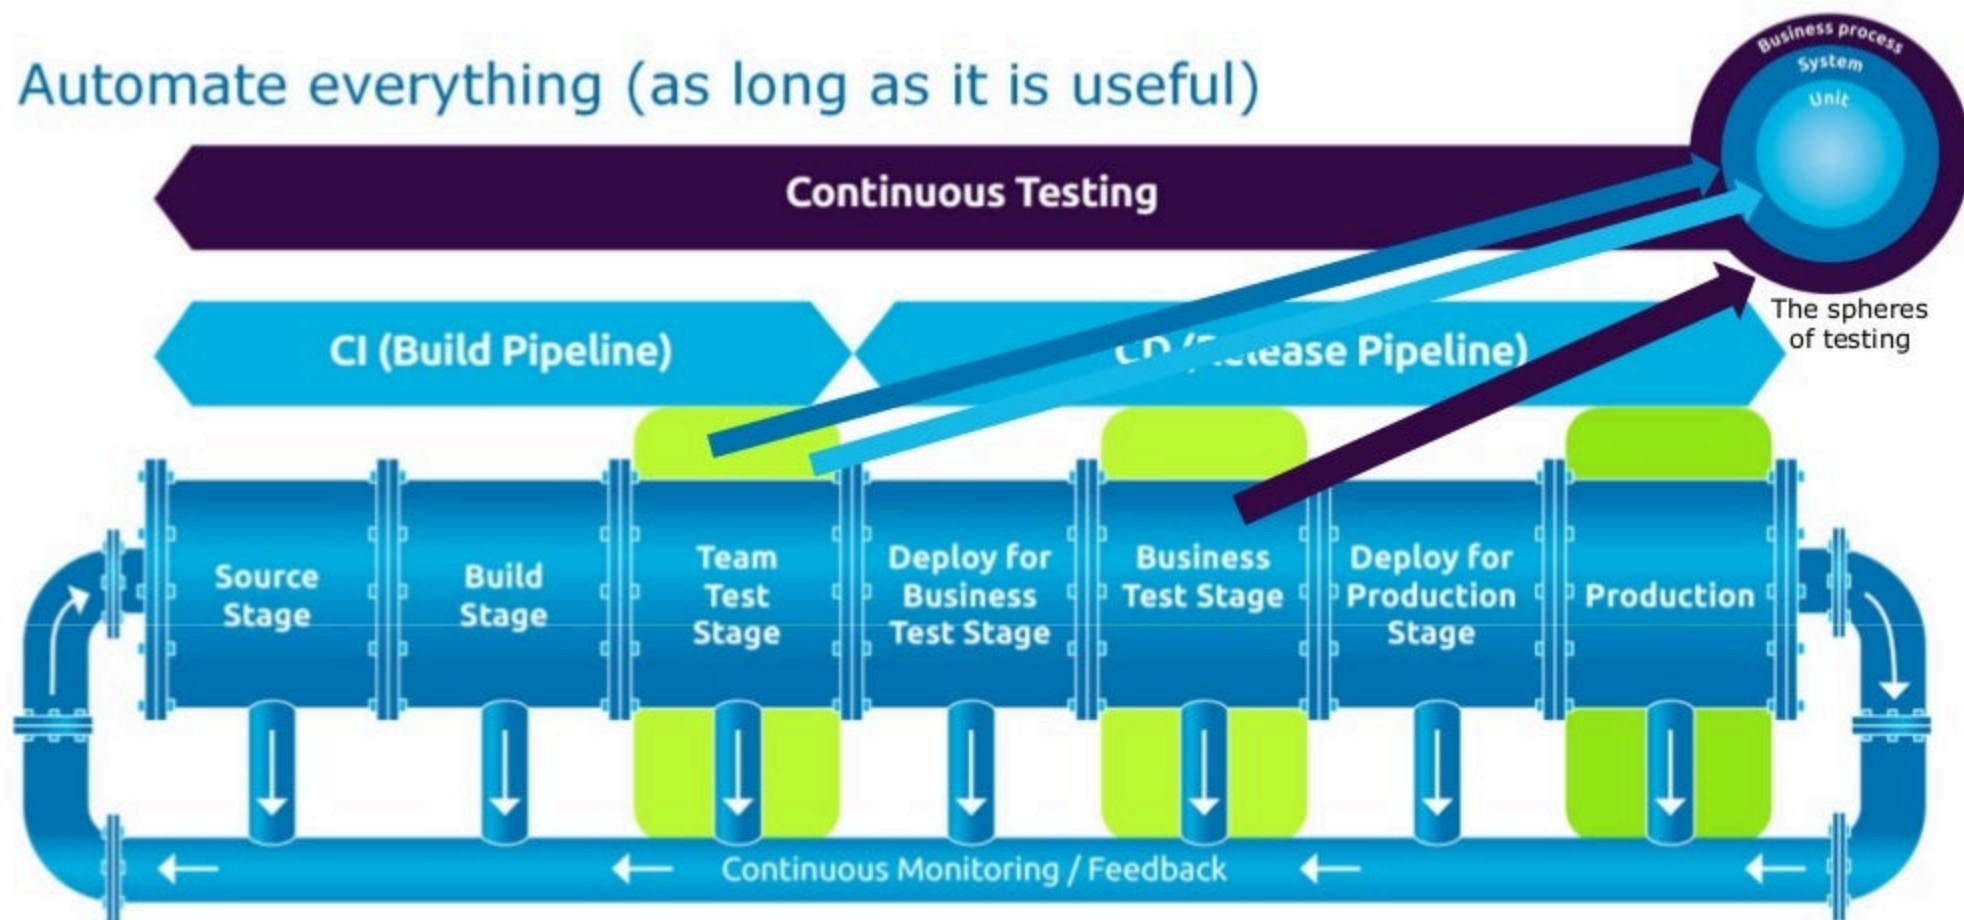 Automate everything (as long as it is useful)
Business process
System
Unit
Continuous Testing
The spheres
of testing
CI (Build Pipeline)
CD (Release Pipeline)
Source
Stage
Build
Stage
Team
Test
Stage
Deploy for
Business
Test Stage
Business
Test Stage
Deploy for
Production
Stage
Production
Continuous Monitoring / Feedback